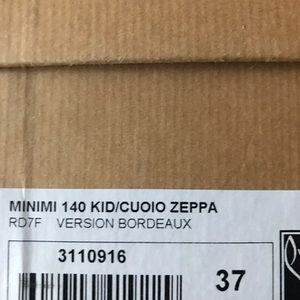 MINIMI 140 KID/CUOIO ZEPPA
RD7F VERSION BORDEAUX
3110916
37